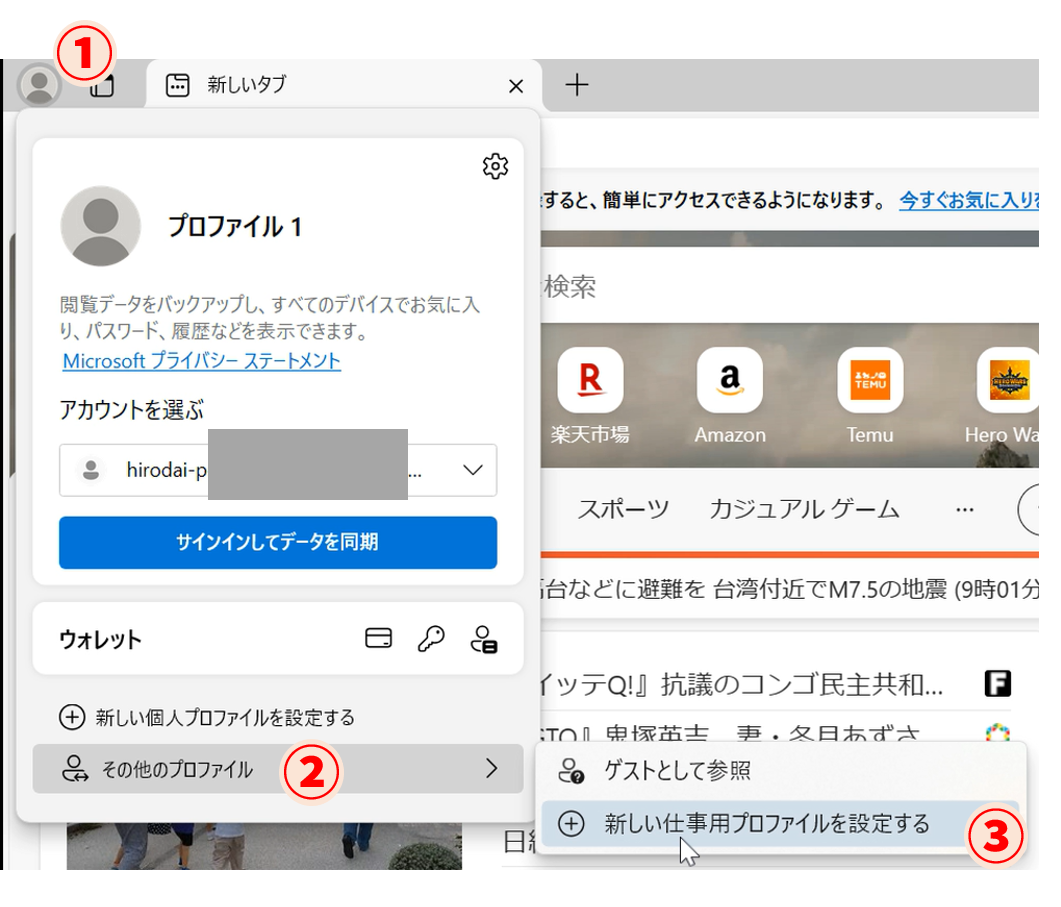 ①
新しいタブ
プロファイル 1
すると、簡単にアクセスできるようになります。 今すぐお気に入りを
検索
閲覧データをバックアップし、すべてのデバイスでお気に入
り、パスワード、履歴などを表示できます。
Microsoft プライバシー ステートメント
アカウントを選ぶ
hirodai-p
...
サインインしてデータを同期
R
a
TEMU
HERO WARS
楽天市場
Amazon
Temu
Hero Wa
スポーツ
カジュアル ゲーム
…
台などに避難を 台湾付近でM7.5の地震 (9時01分
ウォレット
イッテQ!』抗議のコンゴ民主共和...
F
STO』鬼塚英吉、妻・冬月あずさ
新しい個人プロファイルを設定する
その他のプロファイル
②
ゲストとして参照
新しい仕事用プロファイルを設定する
③
日経